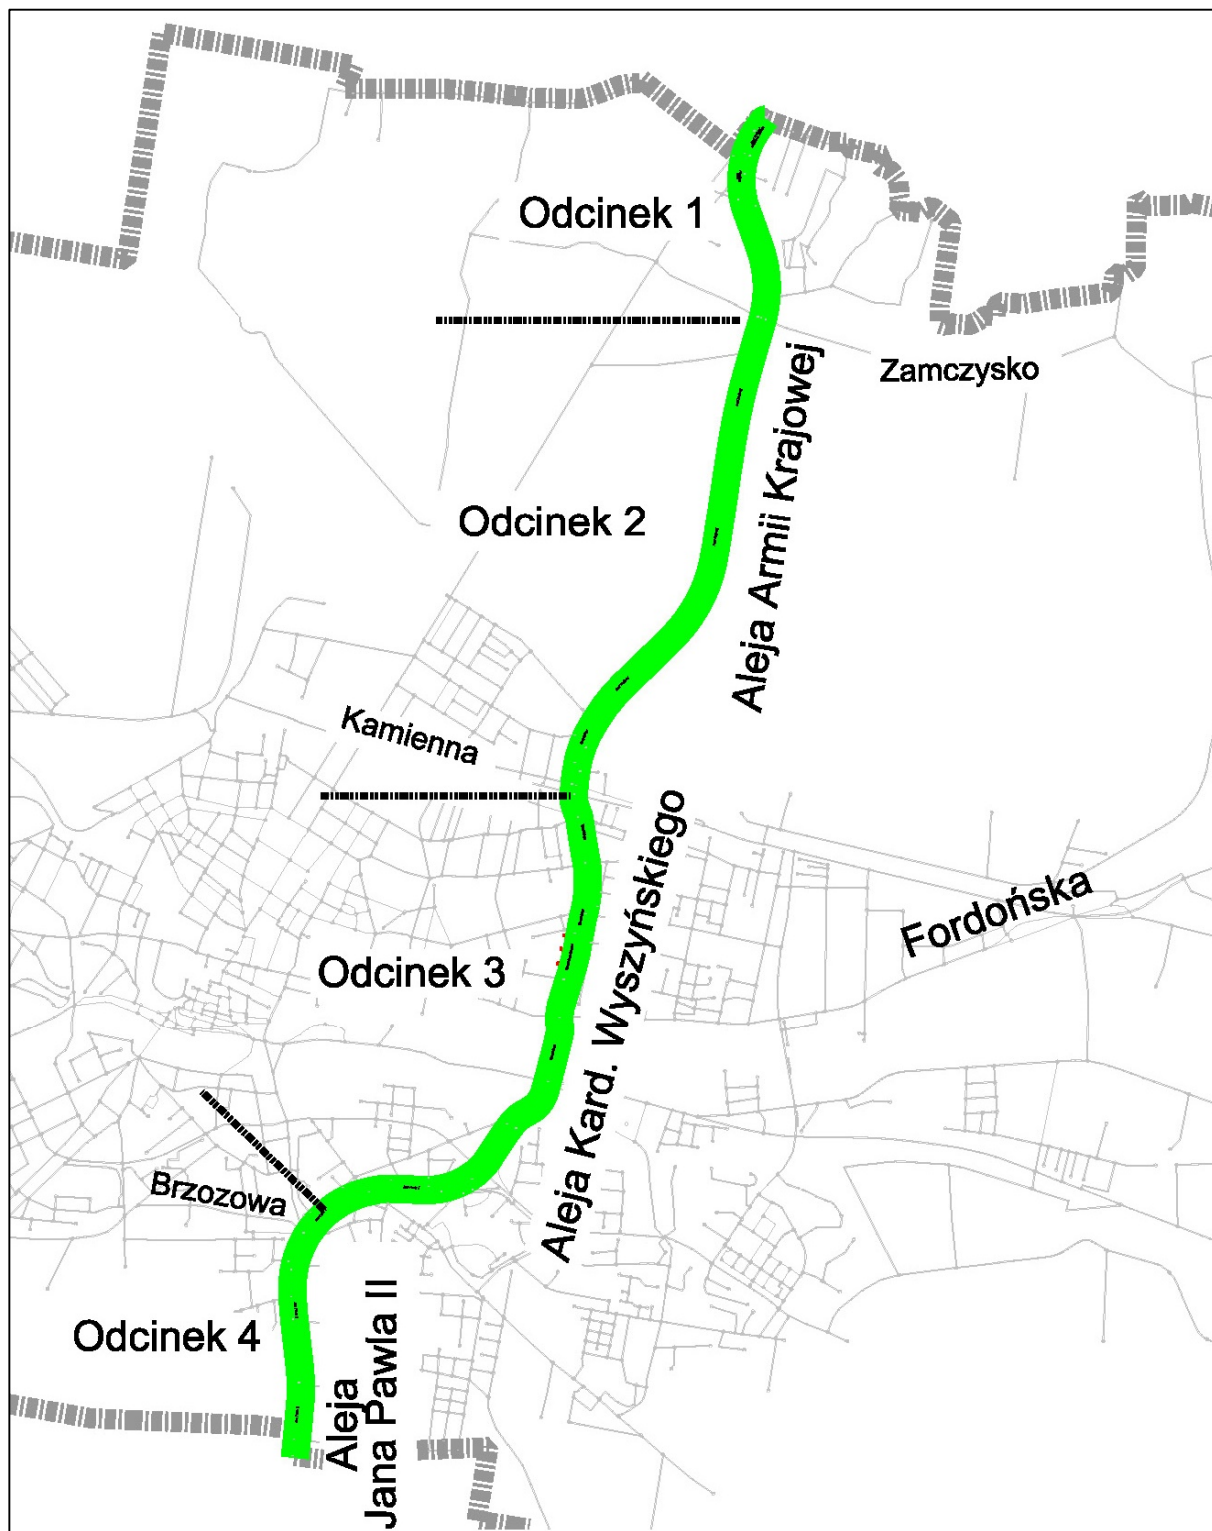 Odcinek 1
Zamczysko
Aleja Armii Krajowej
Odcinek 2
Kamienna
Aleja Kard. Wyszyńskiego
Fordońska
Odcinek 3
Brzozowa
Odcinek 4
Aleja
Jana Pawla II